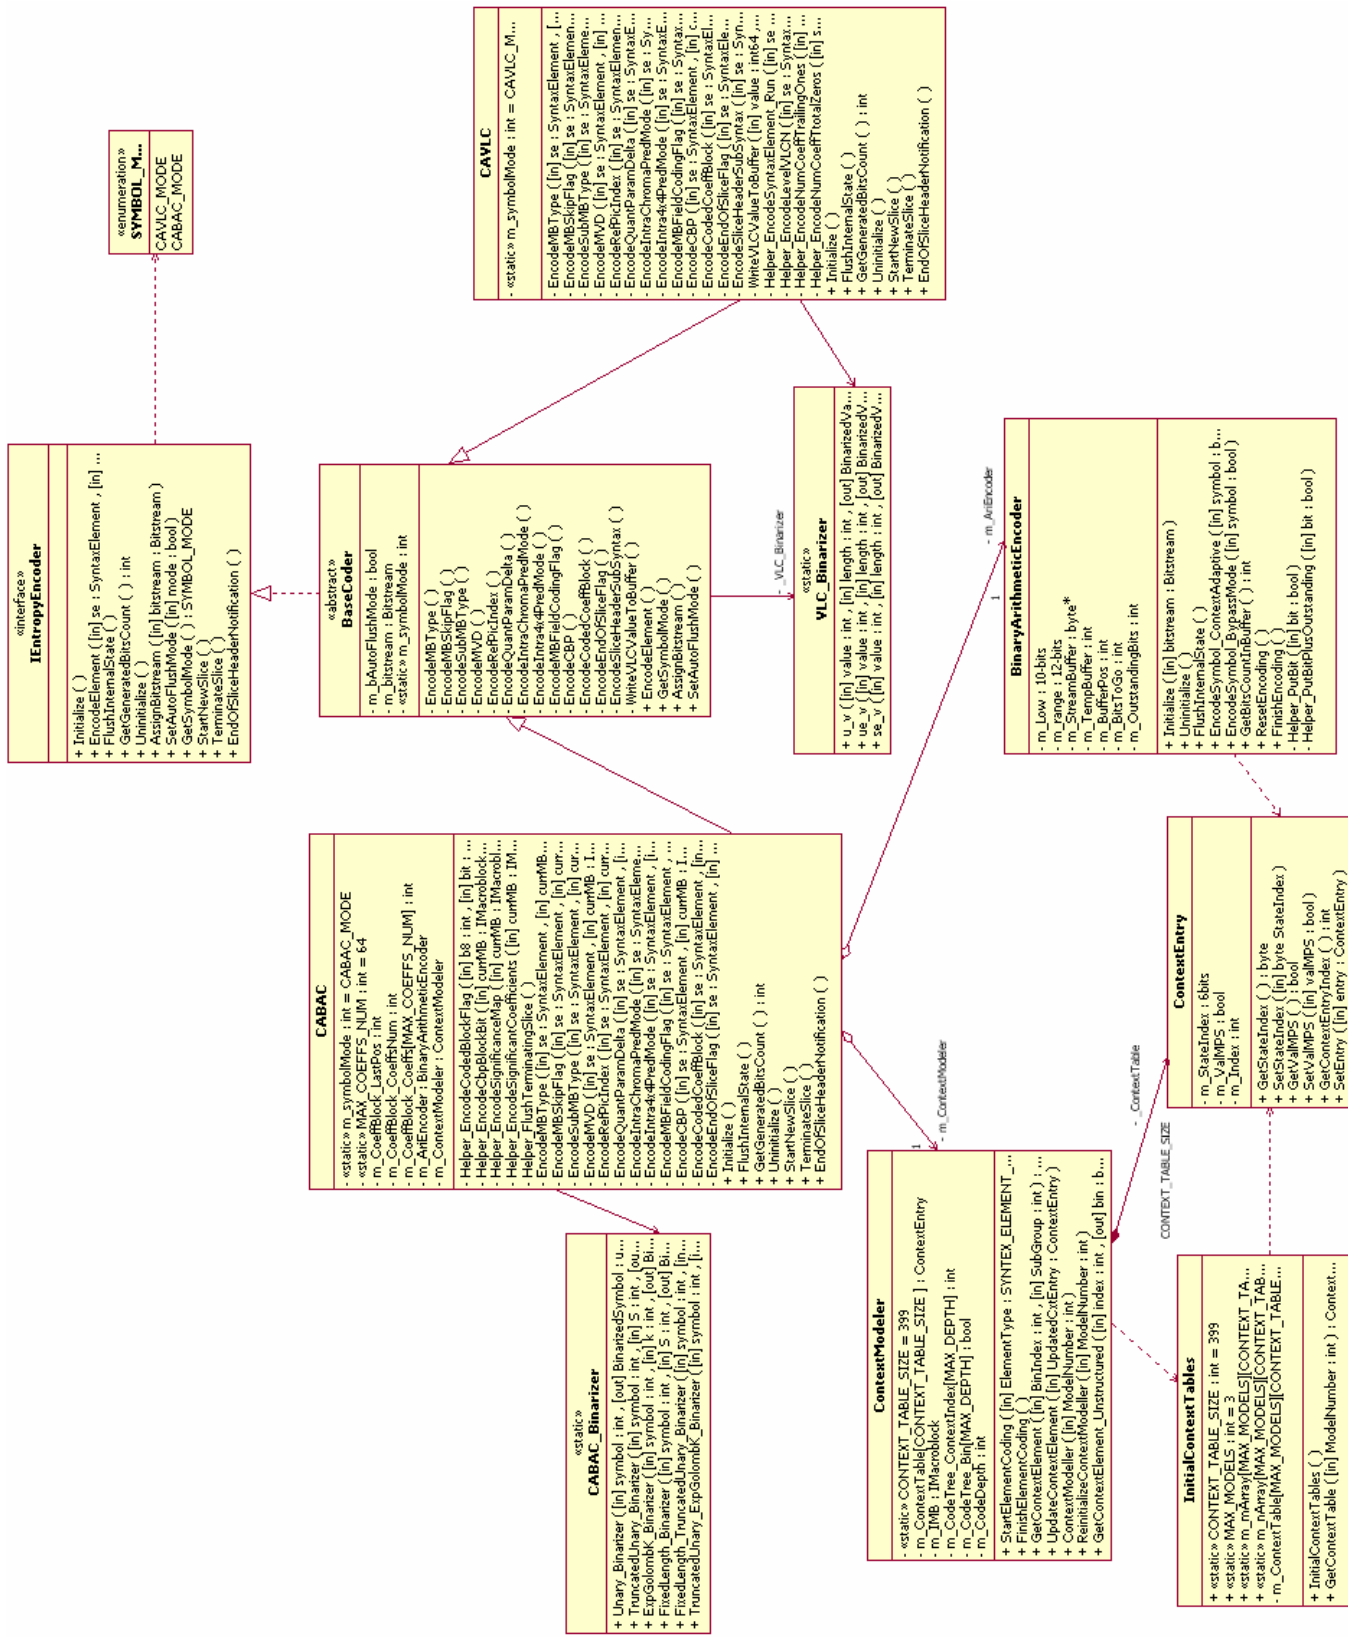 «interface»
IEntropyEncoder
+ Initialize ( )
+ EncodeElement ( [in] se : SyntaxElement , [in] ...
+ FlushInternalState ( )
+ GetGeneratedBitsCount ( ) : int
+ Uninitialize ( )
+ AssignBitstream ( [in] bitstream : Bitstream )
+ SetAutoFlushMode ( [in] mode : bool )
+ GetSymbolMode ( ) : SYMBOL_MODE
+ StartNewSlice ( )
+ TerminateSlice ( )
+ EndOfSliceHeaderNotification ( )
«enumeration»
SYMBOL_M...
CAVLC_MODE
CABAC_MODE
«abstract»
BaseCoder
- m_bAutoFlushMode : bool
- m_bitstream : Bitstream
- «static» m_symbolMode : int
- EncodeMBType ( )
- EncodeMBSkipFlag ( )
- EncodeSubMBType ( )
- EncodeMVD ( )
- EncodeRefPicIndex ( )
- EncodeQuantParamDelta ( )
- EncodeIntraChromaPredMode ( )
- EncodeIntra4x4PredMode ( )
- EncodeMBFieldCodingFlag ( )
- EncodeCBP ( )
- EncodeCodedCoeffBlock ( )
- EncodeEndOfSliceFlag ( )
- EncodeSliceHeaderSubSyntax ( )
- WriteVLCValueToBuffer ( )
+ EncodeElement ( )
+ GetSymbolMode ( )
+ AssignBitstream ( )
+ SetAutoFlushMode ( )
CAVLC
- «static» m_symbolMode : int = CAVLC_M...
- EncodeMBType ( [in] se : SyntaxElement , [...
- EncodeMBSkipFlag ( [in] se : SyntaxElemen...
- EncodeSubMBType ( [in] se : SyntaxEleme...
- EncodeMVD ( [in] se : SyntaxElement , [in] ...
- EncodeRefPicIndex ( [in] se : SyntaxElemen...
- EncodeQuantParamDelta ( [in] se : SyntaxE...
- EncodeIntraChromaPredMode ( [in] se : Sy...
- EncodeIntra4x4PredMode ( [in] se : SyntaxE...
- EncodeMBFieldCodingFlag ( [in] se : Syntax...
- EncodeCBP ( [in] se : SyntaxElement , [in] c...
- EncodeCodedCoeffBlock ( [in] se : SyntaxEl...
- EncodeEndOfSliceFlag ( [in] se : SyntaxEle...
- EncodeSliceHeaderSubSyntax ( [in] se : Syn...
- WriteVLCValueToBuffer ( [in] value : int64 ,...
- Helper_EncodeSyntaxElement_Run ( [in] se ...
- Helper_EncodeLevelVLCN ( [in] se : Syntax...
- Helper_EncodeNumCoeffTrailingOnes ( [in] ...
- Helper_EncodeNumCoeffTrotalZeros ( [in] s...
+ Initialize ( )
+ FlushInternalState ( )
+ GetGeneratedBitsCount ( ) : int
+ Uninitialize ( )
+ StartNewSlice ( )
+ TerminateSlice ( )
+ EndOfSliceHeaderNotification ( )
- _VLC_Binarizer
«static»
VLC_Binarizer
+ u_v ( [in] value : int , [in] length : int , [out] BinarizedVa...
+ ue_v ( [in] value : int , [in] length : int , [out] BinarizedV...
+ se_v ( [in] value : int , [in] length : int , [out] BinarizedV...
CABAC
- «static» m_symbolMode : int = CABAC_MODE
- «static» MAX_COEFFS_NUM : int = 64
- m_CoeffBlock_LastPos : int
- m_CoeffBlock_CoeffsNum : int
- m_CoeffBlock_Coeffs[MAX_COEFFS_NUM] : int
- m_AriEncoder : BinaryArithmeticEncoder
- m_ContextModeler : ContextModeler
- Helper_EncodeCodedBlockFlag ( [in] b8 : int , [in] bit : ...
- Helper_EncodeCbpBlockBit ( [in] currMB : IMacroblock...
- Helper_EncodeSignificanceMap ( [in] currMB : IMacrobl...
- Helper_EncodeSignificantCoefficients ( [in] currMB : IM...
- Helper_FlushTerminatingSlice ( )
- EncodeMBType ( [in] se : SyntaxElement , [in] currMB...
- EncodeMBSkipFlag ( [in] se : SyntaxElement , [in] curr...
- EncodeSubMBType ( [in] se : SyntaxElement , [in] cur...
- EncodeMVD ( [in] se : SyntaxElement , [in] currMB : I...
- EncodeRefPicIndex ( [in] se : SyntaxElement , [in] curr...
- EncodeQuantParamDelta ( [in] se : SyntaxElement , [i...
- EncodeIntraChromaPredMode ( [in] se : SyntaxEleme...
- EncodeIntra4x4PredMode ( [in] se : SyntaxElement , [i...
- EncodeMBFieldCodingFlag ( [in] se : SyntaxElement , ...
- EncodeCBP ( [in] se : SyntaxElement , [in] currMB : I...
- EncodeCodedCoeffBlock ( [in] se : SyntaxElement , [in...
- EncodeEndOfSliceFlag ( [in] se : SyntaxElement , [in] ...
+ Initialize ( )
+ FlushInternalState ( )
+ GetGeneratedBitsCount ( ) : int
+ Uninitialize ( )
+ StartNewSlice ( )
+ TerminateSlice ( )
+ EndOfSliceHeaderNotification ( )
«static»
CABAC_Binarizer
+ Unary_Binarizer ( [in] symbol : int , [out] BinarizedSymbol : u...
+ TruncatedUnary_Binarizer ( [in] symbol : int , [in] S : int , [ou...
+ ExpGolombK_Binarizer ( [in] symbol : int , [in] k : int , [out] Bi...
+ FixedLength_Binarizer ( [in] symbol : int , [in] S : int , [out] Bi...
+ FixedLength_TruncatedUnary_Binarizer ( [in] symbol : int , [in...
+ TruncatedUnary_ExpGolombK_Binarizer ( [in] symbol : int , [i...
- m_AriEncoder
1
BinaryArithmeticEncoder
- m_Low : 10-bits
- m_range : 12-bits
- m_StreamBuffer : byte*
- m_TempBuffer : int
- m_BufferPos : int
- m_BitsToGo : int
- m_OutstandingBits : int
+ Initialize ( [in] bitstream : Bitstream )
+ Uninitialize ( )
+ FlushInternalState ( )
+ EncodeSymbol_ContextAdaptive ( [in] symbol : b...
+ EncodeSymbol_BypassMode ( [in] symbol : bool )
+ GetBitsCountInBuffer ( ) : int
+ ResetEncoding ( )
+ FinishEncoding ( )
- Helper_PutBit ( [in] bit : bool )
- Helper_PutBitPlusOutstanding ( [in] bit : bool )
- m_ContextModeler
1
ContextModeler
- «static» CONTEXT_TABLE_SIZE = 399
- m_ContextTable[CONTEXT_TABLE_SIZE ] : ContextEntry
- m_IMB : IMacroblock
- m_CodeTree_ContextIndex[MAX_DEPTH] : int
- m_CodeTree_Bin[MAX_DEPTH] : bool
- m_CodeDepth : int
+ StartElementCoding ( [in] ElementType : SYNTEX_ELEMENT_...
+ FinishElementCoding ( )
+ GetContextElement ( [in] BinIndex : int , [in] SubGroup : int ) : ...
+ UpdateContextElement ( [in] UpdatedCxtEntry : ContextEntry )
+ ContextModeller ( [in] ModelNumber : int )
+ ReinitializeContextModeller ( [in] ModelNumber : int )
+ GetContextElement_Unstructured ( [in] index : int , [out] bin : b...
- _ContextTable
CONTEXT_TABLE_SIZE
ContextEntry
- m_StateIndex : 6bits
- m_ValMPS : bool
- m_Index : int
+ GetStateIndex ( ) : byte
+ SetStateIndex ( [in] byte StateIndex )
+ GetValMPS ( ) : bool
+ SetValMPS ( [in] valMPS : bool )
+ GetContextEntryIndex ( ) : int
+ SetEntry ( [in] entry : ContextEntry )
InitialContextTables
+ «static» CONTEXT_TABLE_SIZE : int = 399
+ «static» MAX_MODELS : int = 3
+ «static» m_mArray[MAX_MODELS][CONTEXT_TA...
+ «static» m_nArray[MAX_MODELS][CONTEXT_TAB...
- m_ContextTable[MAX_MODELS][CONTEXT_TABLE...
+ InitialContextTables ( )
+ GetContextTable ( [in] ModelNumber : int ) : Context...